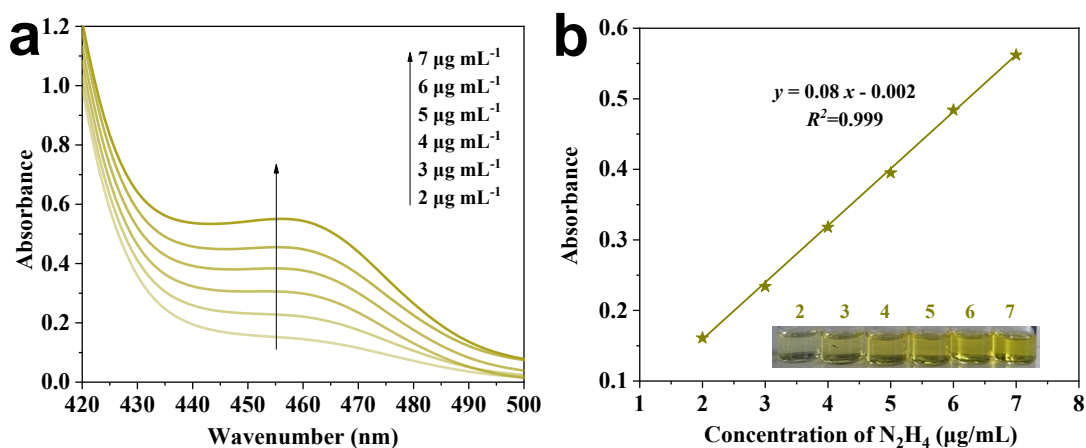 a
1.2
1.0
0.8
0.6
0.4
0.2
0.0
Absorbance
7 µg mL⁻¹
6 µg mL⁻¹
5 µg mL⁻¹
4 µg mL⁻¹
3 µg mL⁻¹
2 µg mL⁻¹
420 430 440 450 460 470 480 490 500
Wavenumber (nm)
b
0.6
0.5
0.4
0.3
0.2
0.1
Absorbance
y = 0.08 x - 0.002
R²=0.999
2 3 4 5 6 7
1 2 3 4 5 6 7 8
Concentration of N₂H₄ (µg/mL)